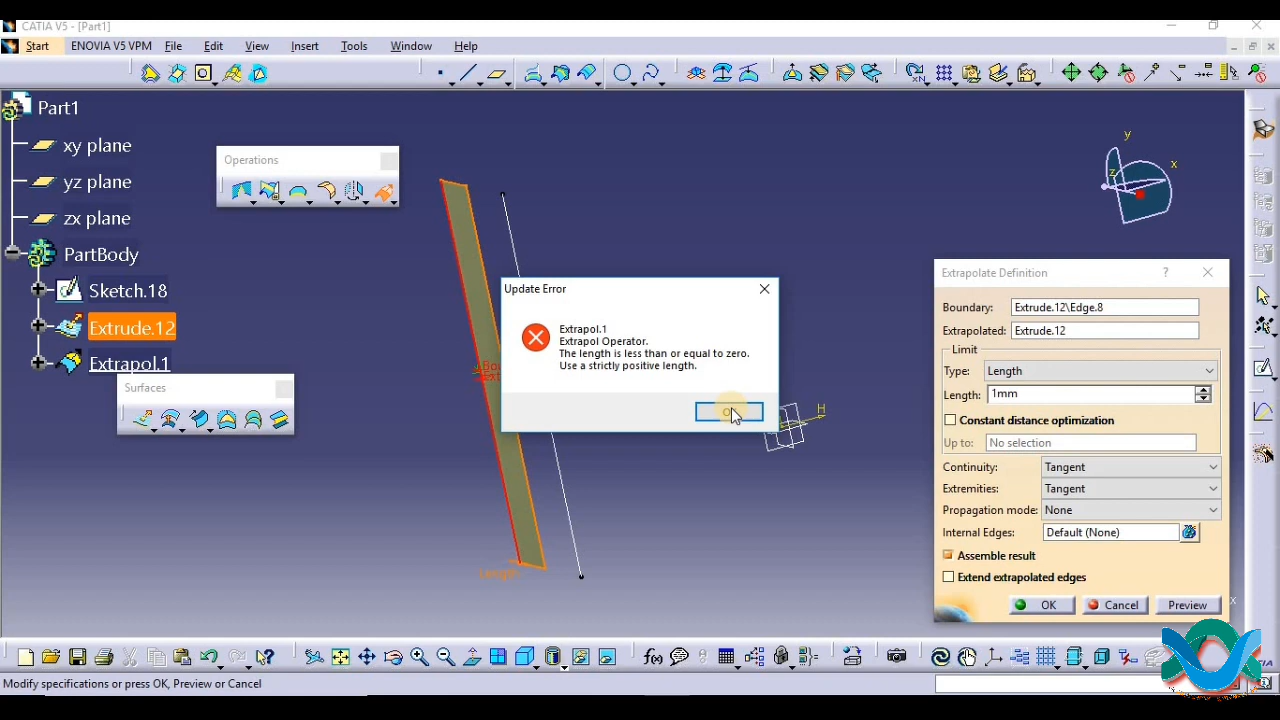 CATIA V5 - [Part1]
Start ENOVIA V5 VPM File Edit View Insert Tools Window Help
Part1
xy plane
yz plane
zx plane
PartBody
Sketch.18
Extrude.12
Extrapol.1
Operations
Surfaces
y
x
z
H
Length
Update Error
Extrapol.1
Extrapol Operator.
The length is less than or equal to zero.
Use a strictly positive length.
Extrapolate Definition ?
Boundary: Extrude.12\Edge.8
Extrapolated: Extrude.12
Limit
Type: Length
Length: 1mm
Constant distance optimization
Up to: No selection
Continuity: Tangent
Extremities: Tangent
Propagation mode: None
Internal Edges: Default (None)
Assemble result
Extend extrapolated edges
OK Cancel Preview
x
f(x)
Modify specifications or press OK, Preview or Cancel